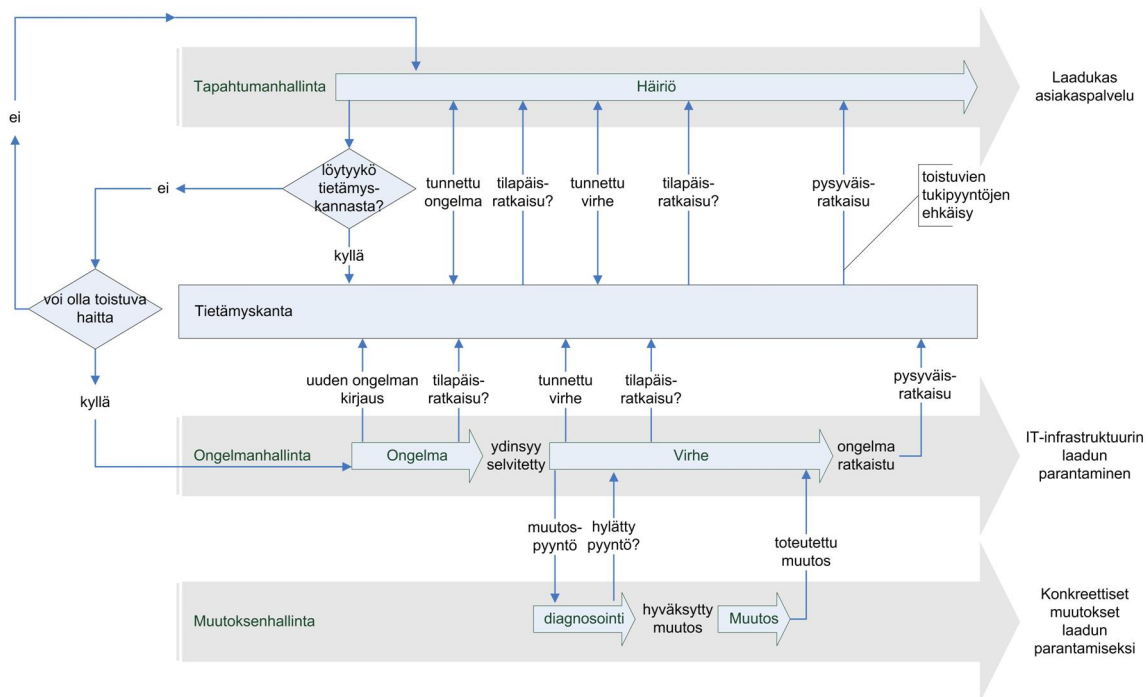 Tapahtumanhallinta
Häiriö
Laadukas
asiakaspalvelu
ei
ei
löytyykö
tietämys-
kannasta?
tunnettu
ongelma
tilapäis-
ratkaisu?
tunnettu
virhe
tilapäis-
ratkaisu?
pysyväis-
ratkaisu
toistuvien
tukipyyntöjen
ehkäisy
kyllä
voi olla toistuva
haitta
Tietämyskanta
kyllä
uuden ongelman
kirjaus
tilapäis-
ratkaisu?
tunnettu
virhe
tilapäis-
ratkaisu?
pysyväis-
ratkaisu
Ongelmanhallinta
Ongelma
ydinsyy
selvitetty
Virhe
ongelma
ratkaistu
IT-infrastruktuurin
laadun
parantaminen
muutos-
pyyntö
hylätty
pyyntö?
toteutettu
muutos
Muutoksenhallinta
diagnosointi
hyväksytty
muutos
Muutos
Konkreettiset
muutokset
laadun
parantamiseksi